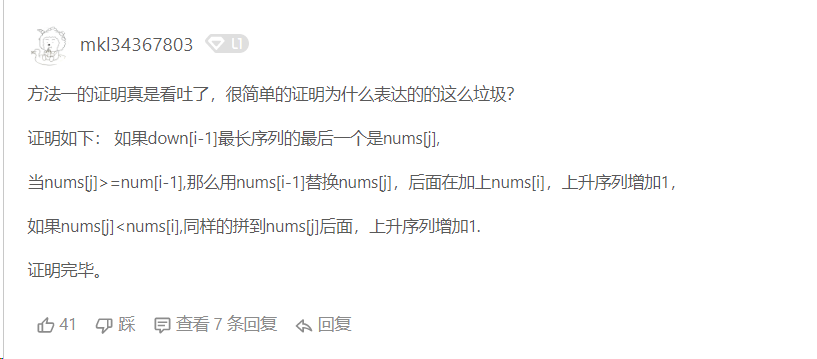 mkl34367803 L1
方法一的证明真是看吐了，很简单的证明为什么表达的的这么垃圾？
证明如下： 如果down[i-1]最长序列的最后一个是nums[j],
当nums[j]>=num[i-1],那么用nums[i-1]替换nums[j]，后面在加上nums[i]，上升序列增加1，
如果nums[j]<nums[i],同样的拼到nums[j]后面，上升序列增加1.
证明完毕。
41 踩 查看 7 条回复 回复